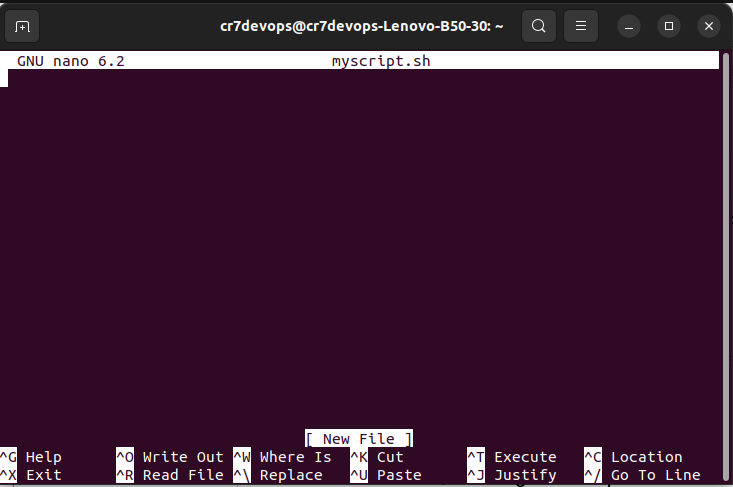 cr7devops@cr7devops-Lenovo-B50-30: ~
GNU nano 6.2 myscript.sh
[ New File ]
^G Help ^O Write Out ^W Where Is ^K Cut ^T Execute ^C Location
^X Exit ^R Read File ^\ Replace ^U Paste ^J Justify ^/ Go To Line